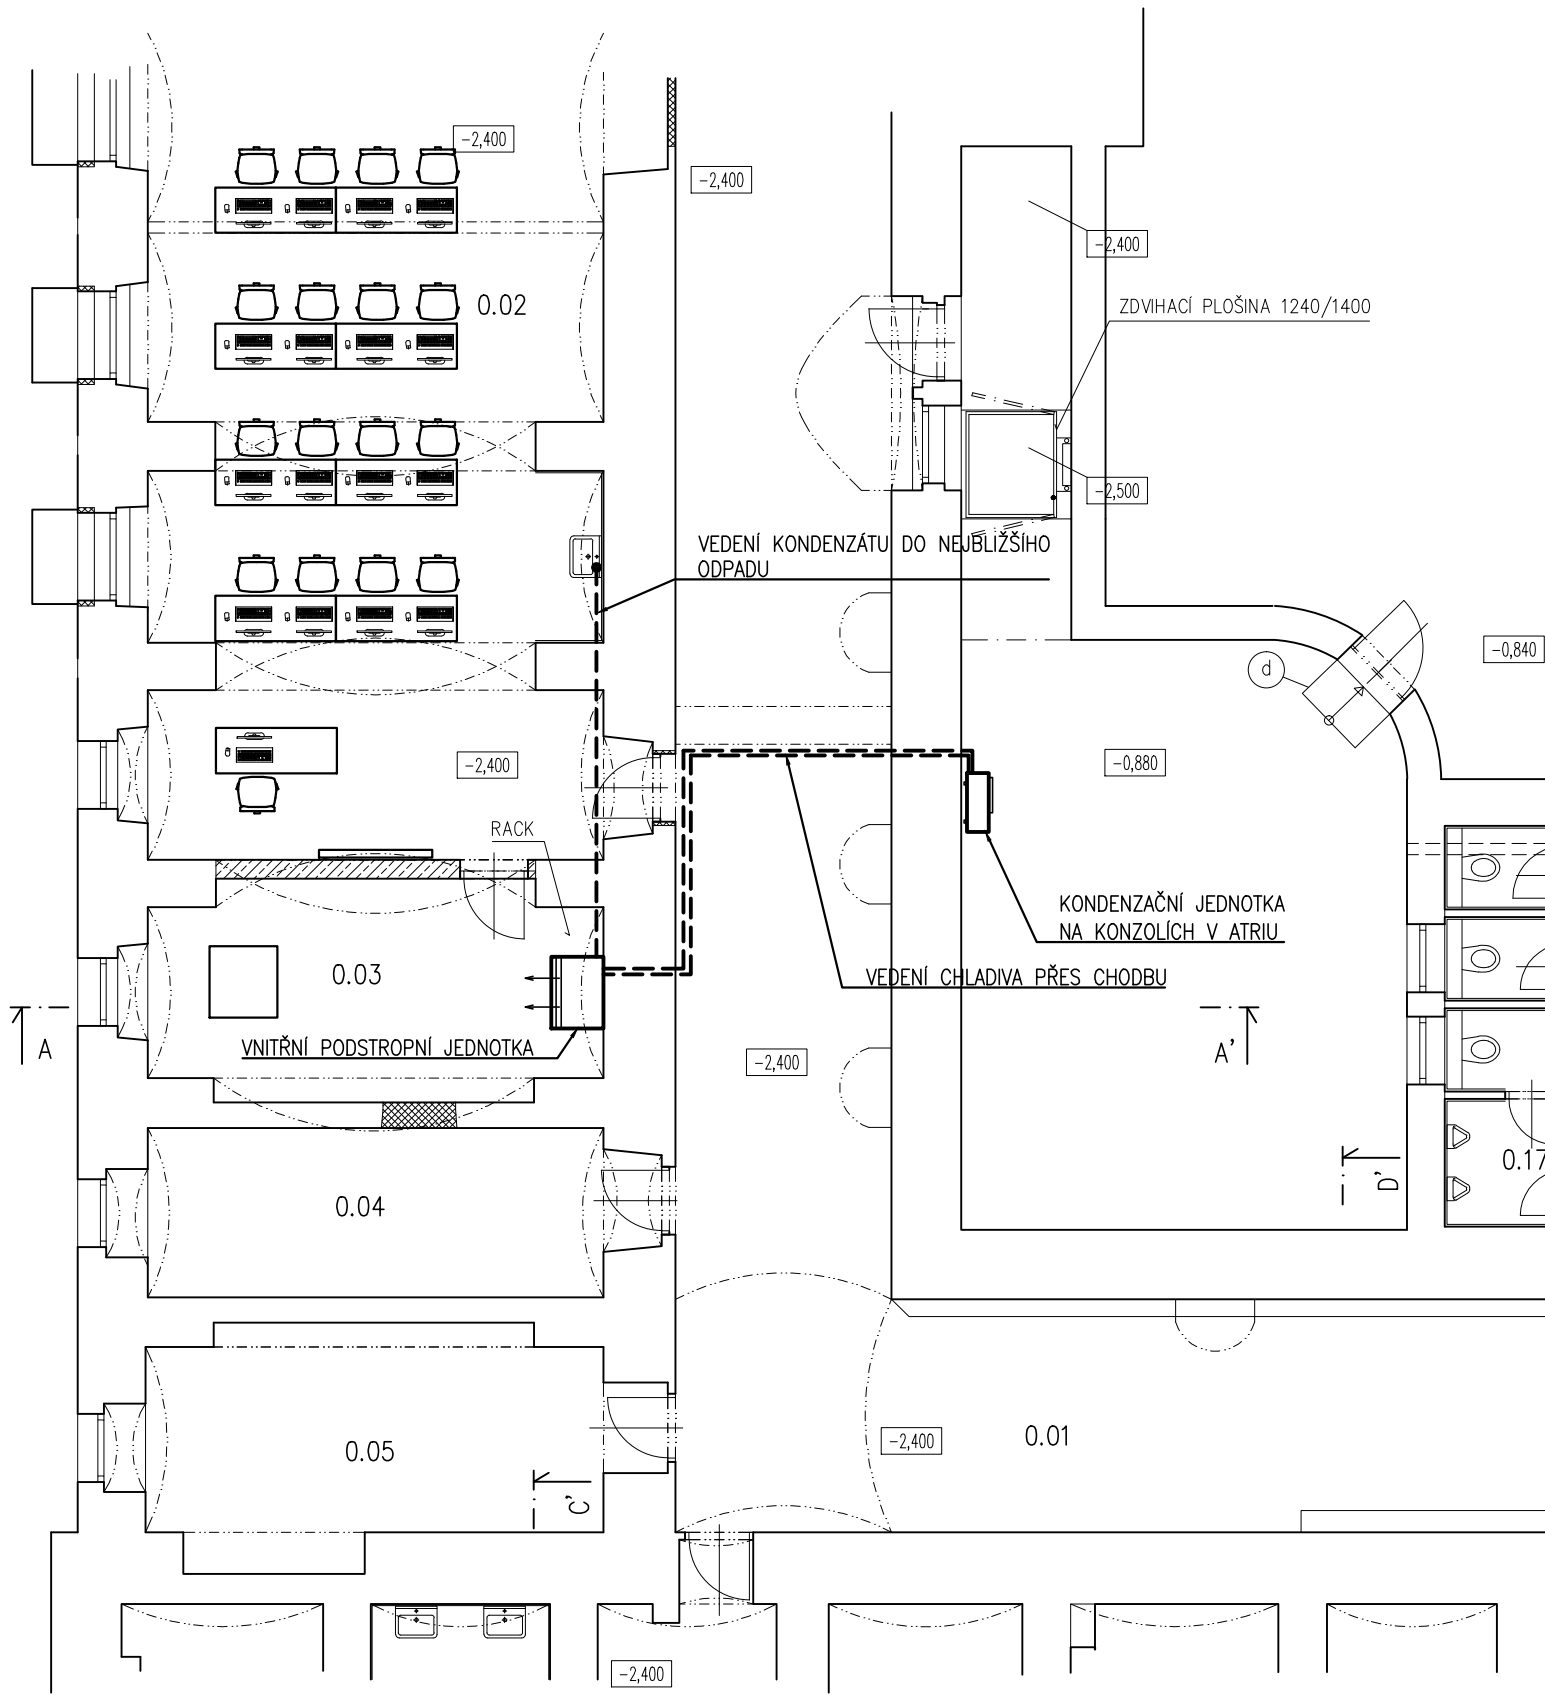 -2,400
-2,400
-2,400
0.02
ZDVIHACÍ PLOŠINA 1240/1400
-2,500
VEDENÍ KONDENZÁTU DO NEJBLIŽŠÍHO
ODPADU
-0,840
d
-2,400
-0,880
RACK
KONDENZAČNÍ JEDNOTKA
NA KONZOLÍCH V ATRIU
0.03
VEDENÍ CHLADIVA PŘES CHODBU
A
VNITŘNÍ PODSTROPNÍ JEDNOTKA
A'
-2,400
0.17
D'
0.04
-2,400
0.01
0.05
C'
-2,400